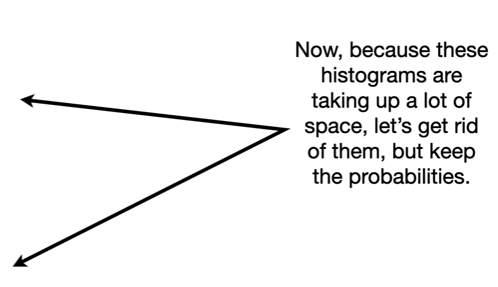 Now, because these
histograms are
taking up a lot of
space, let’s get rid
of them, but keep
the probabilities.